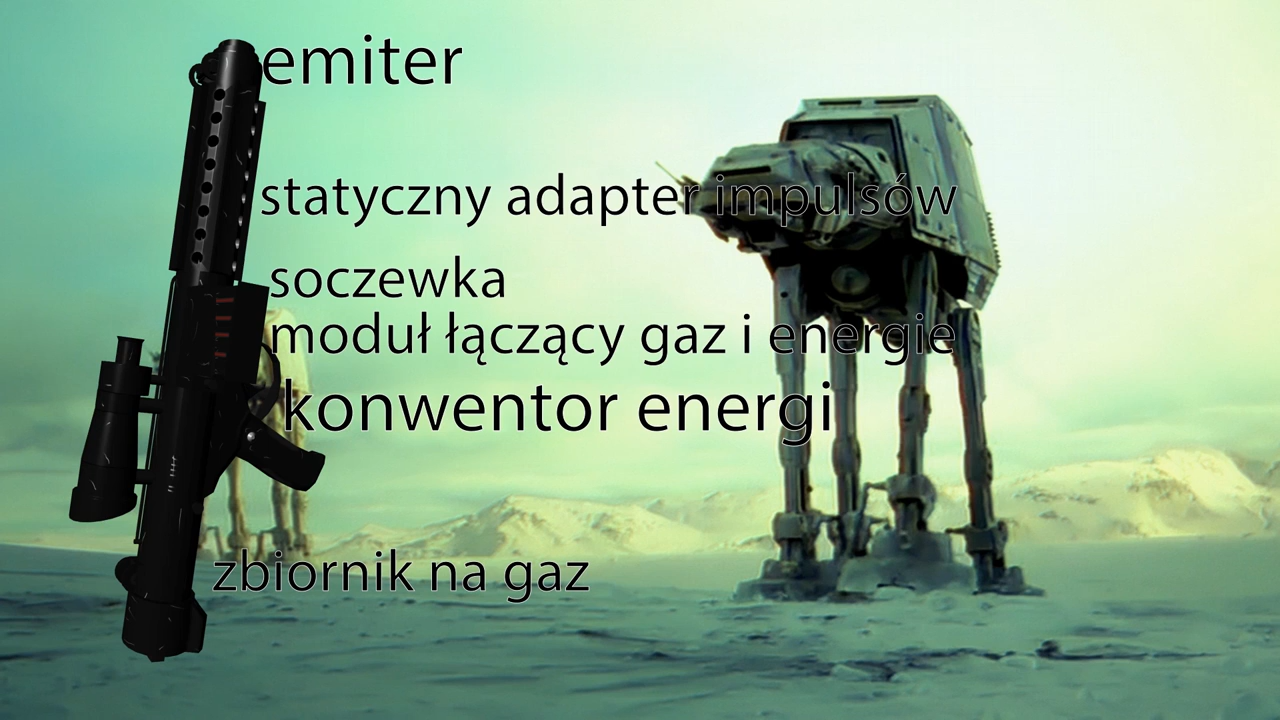 emiter
statyczny adapter impulsów
soczewka
moduł łączący gaz i energie
konwentor energi
zbiornik na gaz